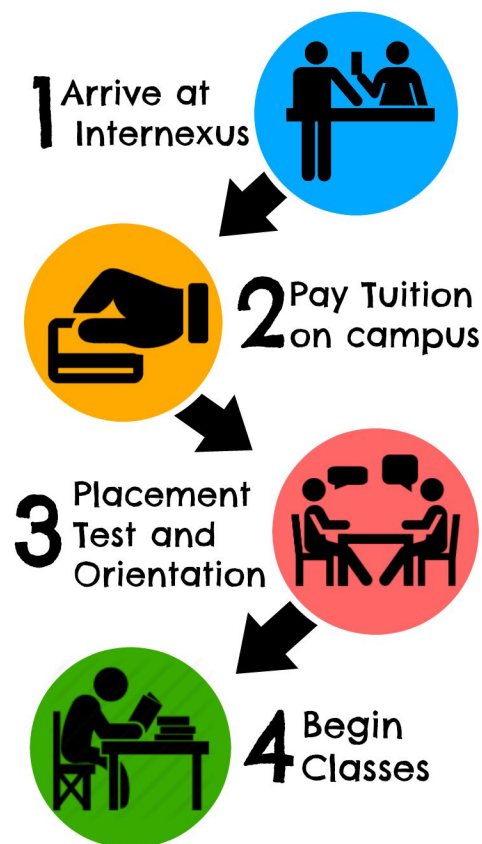 1 Arrive at
Internexus
2 Pay Tuition
on campus
3 Placement
Test and
Orientation
4 Begin
Classes